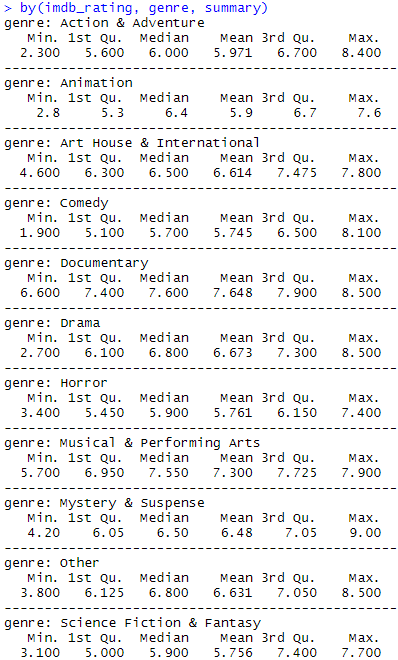 > by(imdb_rating, genre, summary)
genre: Action & Adventure
Min. 1st Qu. Median Mean 3rd Qu. Max.
2.300 5.600 6.000 5.971 6.700 8.400
------------------------------------------------
genre: Animation
Min. 1st Qu. Median Mean 3rd Qu. Max.
2.8 5.3 6.4 5.9 6.7 7.6
------------------------------------------------
genre: Art House & International
Min. 1st Qu. Median Mean 3rd Qu. Max.
4.600 6.300 6.500 6.614 7.475 7.800
------------------------------------------------
genre: Comedy
Min. 1st Qu. Median Mean 3rd Qu. Max.
1.900 5.100 5.700 5.745 6.500 8.100
------------------------------------------------
genre: Documentary
Min. 1st Qu. Median Mean 3rd Qu. Max.
6.600 7.400 7.600 7.648 7.900 8.500
------------------------------------------------
genre: Drama
Min. 1st Qu. Median Mean 3rd Qu. Max.
2.700 6.100 6.800 6.673 7.300 8.500
------------------------------------------------
genre: Horror
Min. 1st Qu. Median Mean 3rd Qu. Max.
3.400 5.450 5.900 5.761 6.150 7.400
------------------------------------------------
genre: Musical & Performing Arts
Min. 1st Qu. Median Mean 3rd Qu. Max.
5.700 6.950 7.550 7.300 7.725 7.900
------------------------------------------------
genre: Mystery & Suspense
Min. 1st Qu. Median Mean 3rd Qu. Max.
4.20 6.05 6.50 6.48 7.05 9.00
------------------------------------------------
genre: Other
Min. 1st Qu. Median Mean 3rd Qu. Max.
3.800 6.125 6.800 6.631 7.050 8.500
------------------------------------------------
genre: Science Fiction & Fantasy
Min. 1st Qu. Median Mean 3rd Qu. Max.
3.100 5.000 5.900 5.756 7.400 7.700